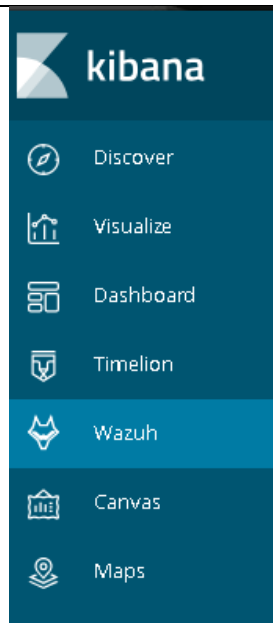 kibana
Discover
Visualize
Dashboard
Timelion
Wazuh
Canvas
Maps